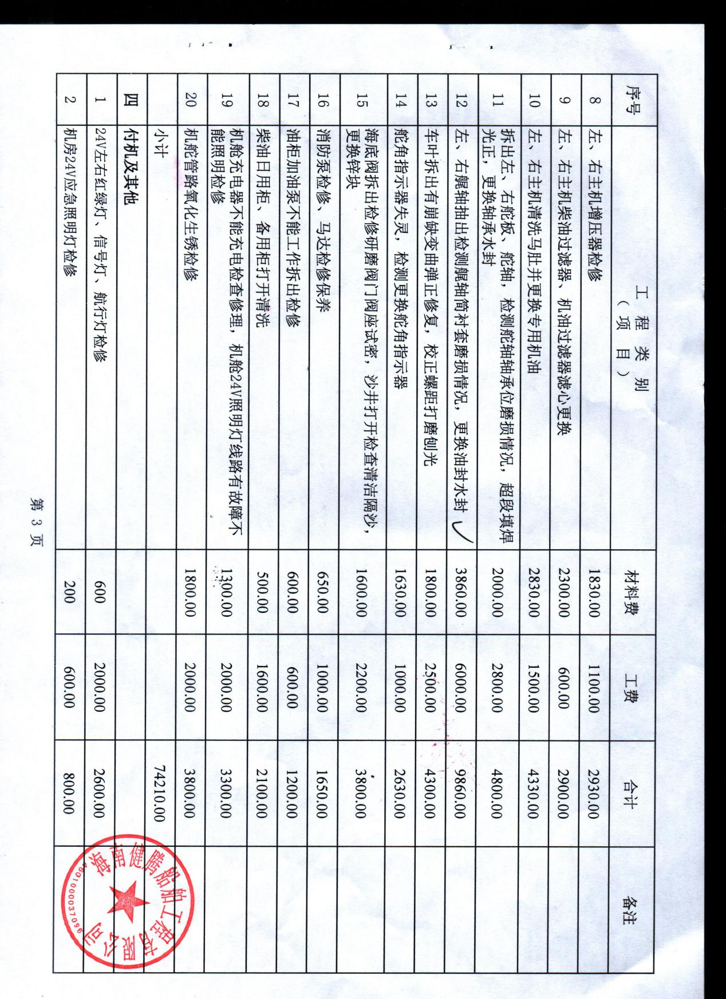 序号 工 程 类 别 材料费 工费 合计 备注
（ 项 目 ）
8 左、右主机增压器检修 1830.00 1100.00 2930.00
9 左、右主机柴油过滤器、机油过滤器滤心更换 2300.00 600.00 2900.00
10 左、右主机清洗马肚并更换专用机油 2830.00 1500.00 4330.00
11 拆出左、右舵板、舵轴，检测舵轴轴承位磨损情况，超段填焊 2000.00 2800.00 4800.00
光正，更换轴承水封
12 左、右艉轴抽出检测艉轴筒衬套磨损情况，更换油封水封 3860.00 6000.00 9860.00
13 车叶拆出有崩缺变曲弹正修复，校正螺距打磨刨光 1800.00 2500.00 4300.00
14 舵角指示器失灵，检测更换舵角指示器 1630.00 1000.00 2630.00
15 海底阀拆出检修研磨阀门阀座试密，沙井打开检查清洁隔沙， 1600.00 2200.00 3800.00
更换锌块
16 消防泵检修、马达检修保养 650.00 1000.00 1650.00
17 油柜加油泵不能工作拆出检修 600.00 600.00 1200.00
18 柴油日用柜、备用柜打开清洗 500.00 1600.00 2100.00
19 机舱充电器不能充电检查修理，机舱24V照明灯线路有故障不 1300.00 2000.00 3300.00
能照明检修
20 机舵管路氧化生锈检修 1800.00 2000.00 3800.00
小计 74210.00
四 付机及其他
1 24V左右红绿灯、信号灯、航行灯检修 600 2000.00 2600.00
2 机房24V应急照明灯检修 200 600.00 800.00
海南健腾船舶工程有限公司
4601000037096
第 3 页